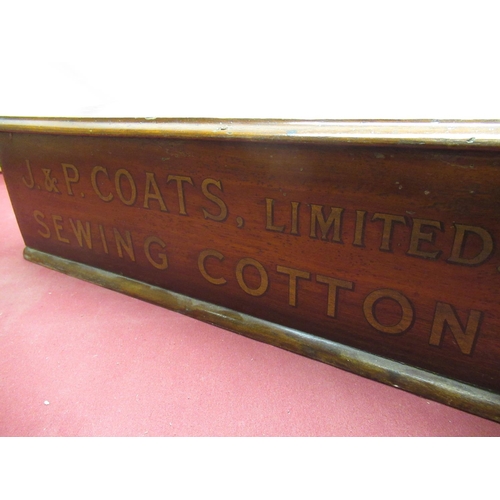 J. & P. COATS, LIMITED
SEWING COTTON